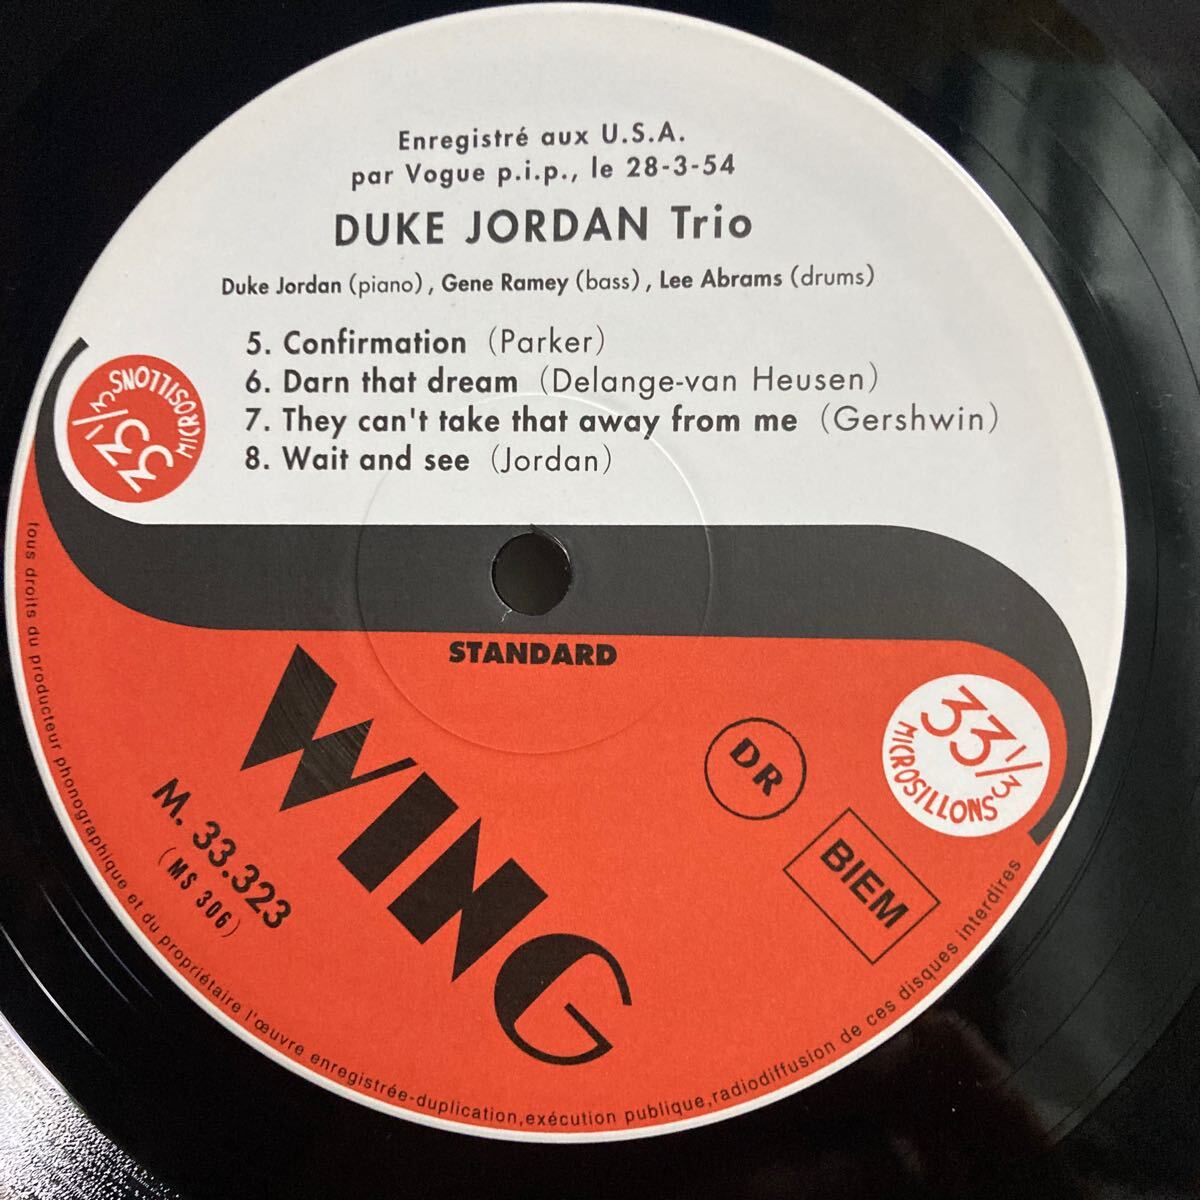 Enregistré aux U.S.A.
par Vogue p.i.p., le 28-3-54
DUKE JORDAN Trio
Duke Jordan (piano), Gene Ramey (bass), Lee Abrams (drums)
5. Confirmation (Parker)
6. Darn that dream (Delange-van Heusen)
7. They can't take that away from me (Gershwin)
8. Wait and see (Jordan)
33 1/3
MICROSILLONS
STANDARD
WING
M. 33.323
(MS 306)
DR
BIEM
33 1/3
MICROSILLONS
tous droits du producteur phonographique et du propriétaire l'œuvre enregistrée-duplication,exécution publique,radiodiffusion de ces disques interdires